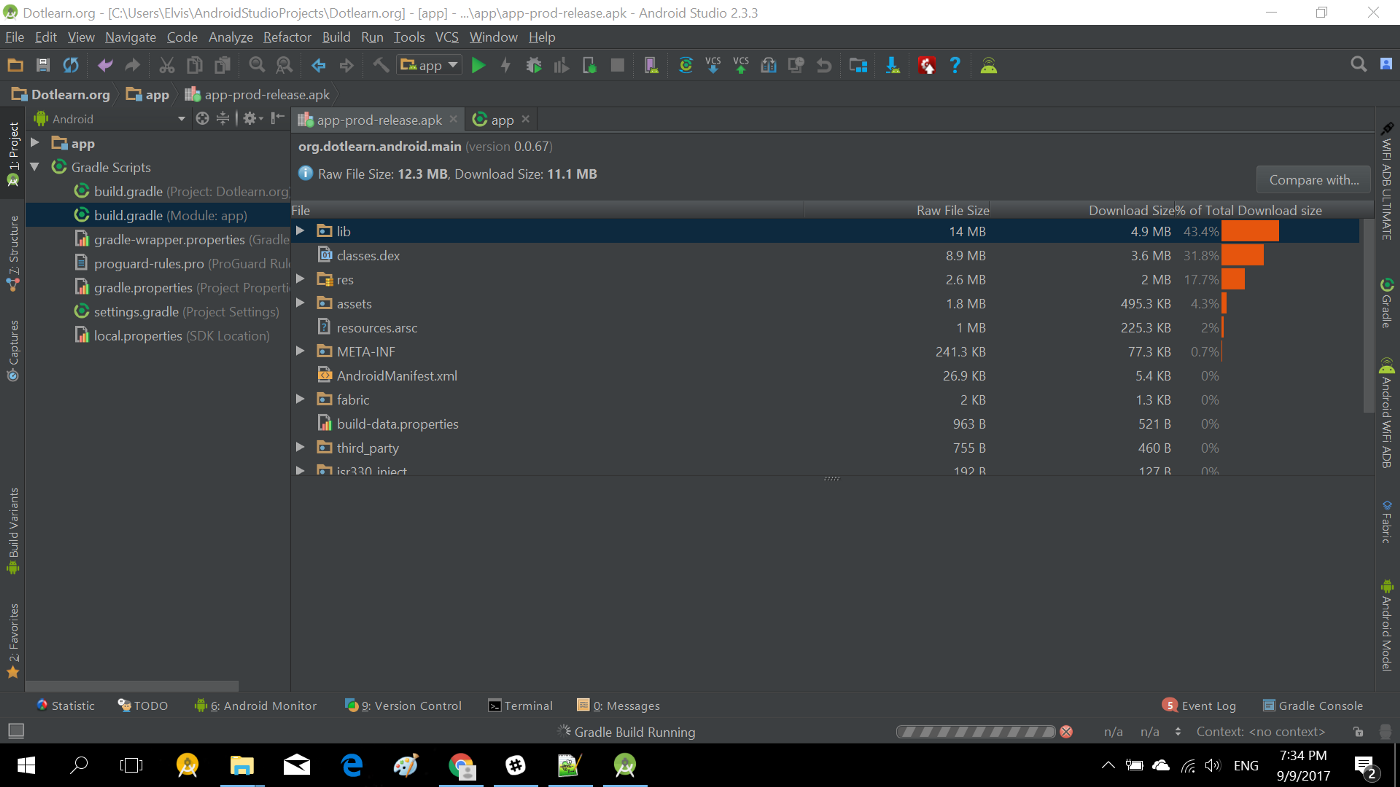 Dotlearn.org - [C:\Users\Elvis\AndroidStudioProjects\Dotlearn.org] - [app] - ...\app\app-prod-release.apk - Android Studio 2.3.3
File Edit View Navigate Code Analyze Refactor Build Run Tools VCS Window Help
app VCS VCS
Dotlearn.org app app-prod-release.apk
Android
app-prod-release.apk app
1: Project
7: Structure
Captures
Build Variants
2: Favorites
app
Gradle Scripts
build.gradle (Project: Dotlearn.org
build.gradle (Module: app)
gradle-wrapper.properties (Gradle
proguard-rules.pro (ProGuard Rul
gradle.properties (Project Properti
settings.gradle (Project Settings)
local.properties (SDK Location)
org.dotlearn.android.main (version 0.0.67)
Raw File Size: 12.3 MB, Download Size: 11.1 MB
Compare with...
File Raw File Size Download Size % of Total Download size
lib 14 MB 4.9 MB 43.4%
classes.dex 8.9 MB 3.6 MB 31.8%
res 2.6 MB 2 MB 17.7%
assets 1.8 MB 495.3 KB 4.3%
resources.arsc 1 MB 225.3 KB 2%
META-INF 241.3 KB 77.3 KB 0.7%
AndroidManifest.xml 26.9 KB 5.4 KB 0%
fabric 2 KB 1.3 KB 0%
build-data.properties 963 B 521 B 0%
third_party 755 B 460 B 0%
jsr330_inject 192 B 127 B 0%
WIFI ADB ULTIMATE
Gradle
Android WiFi ADB
Fabric
Android Model
Statistic TODO 6: Android Monitor 9: Version Control Terminal 0: Messages 5 Event Log Gradle Console
Gradle Build Running n/a n/a Context: <no context>
ENG
7:34 PM
9/9/2017
2